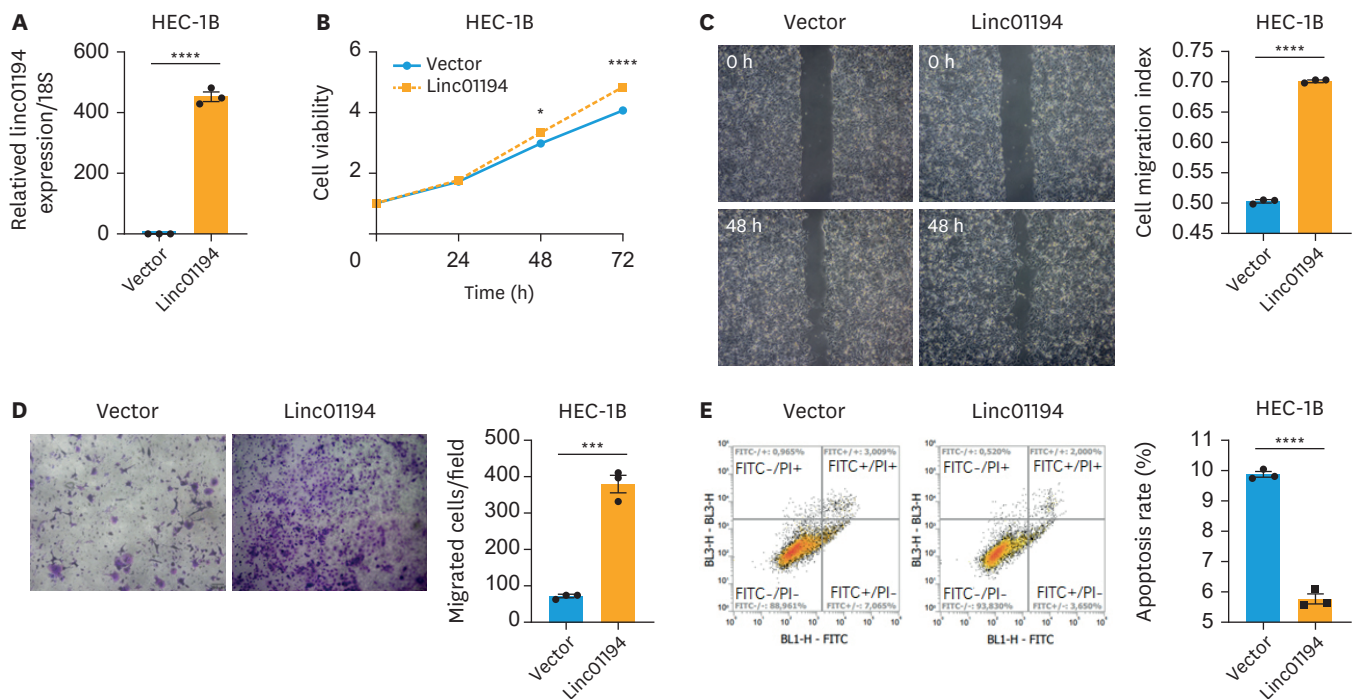 A
HEC-1B
Relatived linc01194
expression/18S
600
400
200
0
****
Vector
Linc01194
B
HEC-1B
Cell viability
6
4
2
0
24
48
72
Time (h)
Vector
Linc01194
*
****
C
Vector
Linc01194
0 h
0 h
48 h
48 h
HEC-1B
Cell migration index
0.75
0.70
0.65
0.60
0.55
0.50
0.45
****
Vector
Linc01194
D
Vector
Linc01194
HEC-1B
Migrated cells/field
500
400
300
200
100
0
***
Vector
Linc01194
E
Vector
Linc01194
FITC-/+: 0,965%
FITC+/+: 3,009%
FITC-/PI+
FITC+/PI+
FITC-/PI-
FITC+/PI-
FITC-/-: 88,961%
FITC+/-: 7,065%
BL3-H - BL3-H
BL1-H - FITC
FITC-/+: 0,520%
FITC+/+: 2,000%
FITC-/PI+
FITC+/PI+
FITC-/PI-
FITC+/PI-
FITC-/-: 93,830%
FITC+/-: 3,650%
BL3-H - BL3-H
BL1-H - FITC
HEC-1B
Apoptosis rate (%)
11
10
9
8
7
6
5
****
Vector
Linc01194